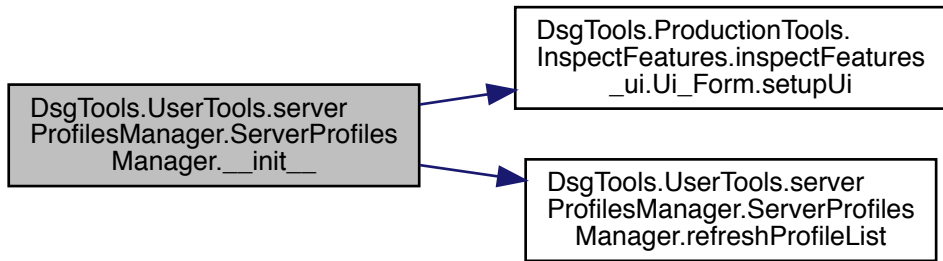 DsgTools.UserTools.server
ProfilesManager.ServerProfiles
Manager.__init__
DsgTools.ProductionTools.
InspectFeatures.inspectFeatures
_ui.Ui_Form.setupUi
DsgTools.UserTools.server
ProfilesManager.ServerProfiles
Manager.refreshProfileList